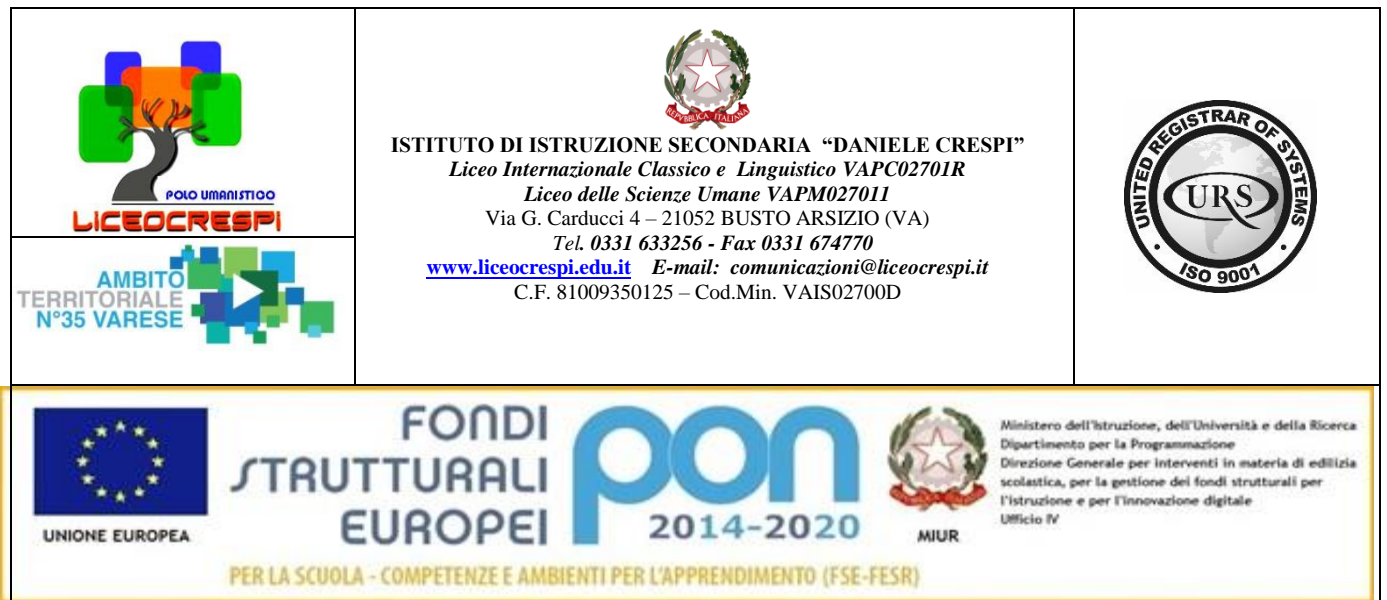 POLO UMANISTICO
LICEOCRESPI
AMBITO
TERRITORIALE
N°35 VARESE
REPVBBLICA ITALIANA
ISTITUTO DI ISTRUZIONE SECONDARIA “DANIELE CRESPI”
Liceo Internazionale Classico e Linguistico VAPC02701R
Liceo delle Scienze Umane VAPM027011
Via G. Carducci 4 – 21052 BUSTO ARSIZIO (VA)
Tel. 0331 633256 - Fax 0331 674770
www.liceocrespi.edu.it E-mail: comunicazioni@liceocrespi.it
C.F. 81009350125 – Cod.Min. VAIS02700D
UNITED REGISTRAR OF SYSTEMS
URS
ISO 9001
UNIONE EUROPEA
FONDI
STRUTTURALI
EUROPEI
pon
2014-2020
MIUR
Ministero dell'Istruzione, dell'Università e della Ricerca
Dipartimento per la Programmazione
Direzione Generale per interventi in materia di edilizia
scolastica, per la gestione dei fondi strutturali per
l'istruzione e per l'innovazione digitale
Ufficio IV
PER LA SCUOLA - COMPETENZE E AMBIENTI PER L'APPRENDIMENTO (FSE-FESR)